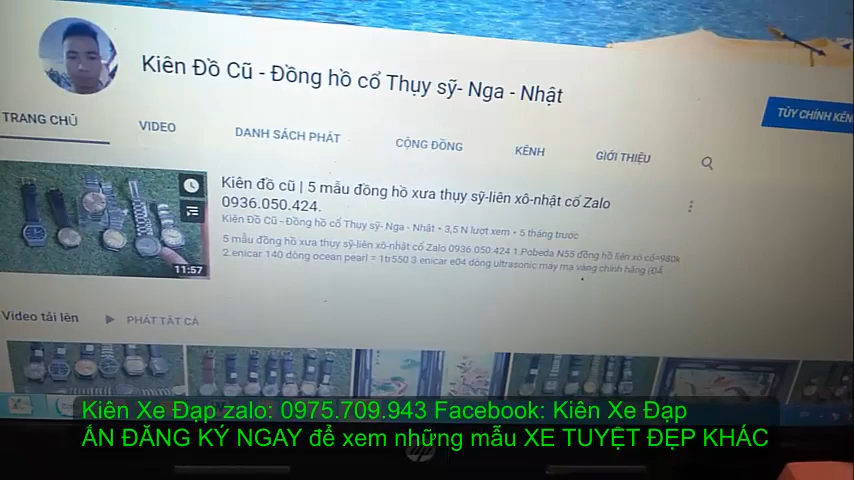 Kiên Đồ Cũ - Đồng hồ cổ Thụy sỹ- Nga - Nhật
TÙY CHỈNH KÊN
TRANG CHỦ
VIDEO
DANH SÁCH PHÁT
CỘNG ĐỒNG
KÊNH
GIỚI THIỆU
Kiên đồ cũ | 5 mẫu đồng hồ xưa thụy sỹ-liên xô-nhật cổ Zalo
0936.050.424.
Kiên Đồ Cũ - Đồng hồ cổ Thụy sỹ- Nga - Nhật • 3,5 N lượt xem • 5 tháng trước
5 mẫu đồng hồ xưa thụy sỹ-liên xô-nhật cổ Zalo 0936.050.424 1.Pobeda N55 đồng hồ liên xô cổ=980k
2.enicar 140 dòng ocean pearl = 1tr550 3 enicar e04 dòng ultrasonic máy mạ vàng chính hãng (Đã
11:57
Video tải lên
PHÁT TẤT CẢ
Kiên Xe Đạp zalo: 0975.709.943 Facebook: Kiên Xe Đạp
ẤN ĐĂNG KÝ NGAY để xem những mẫu XE TUYỆT ĐẸP KHÁC
hp